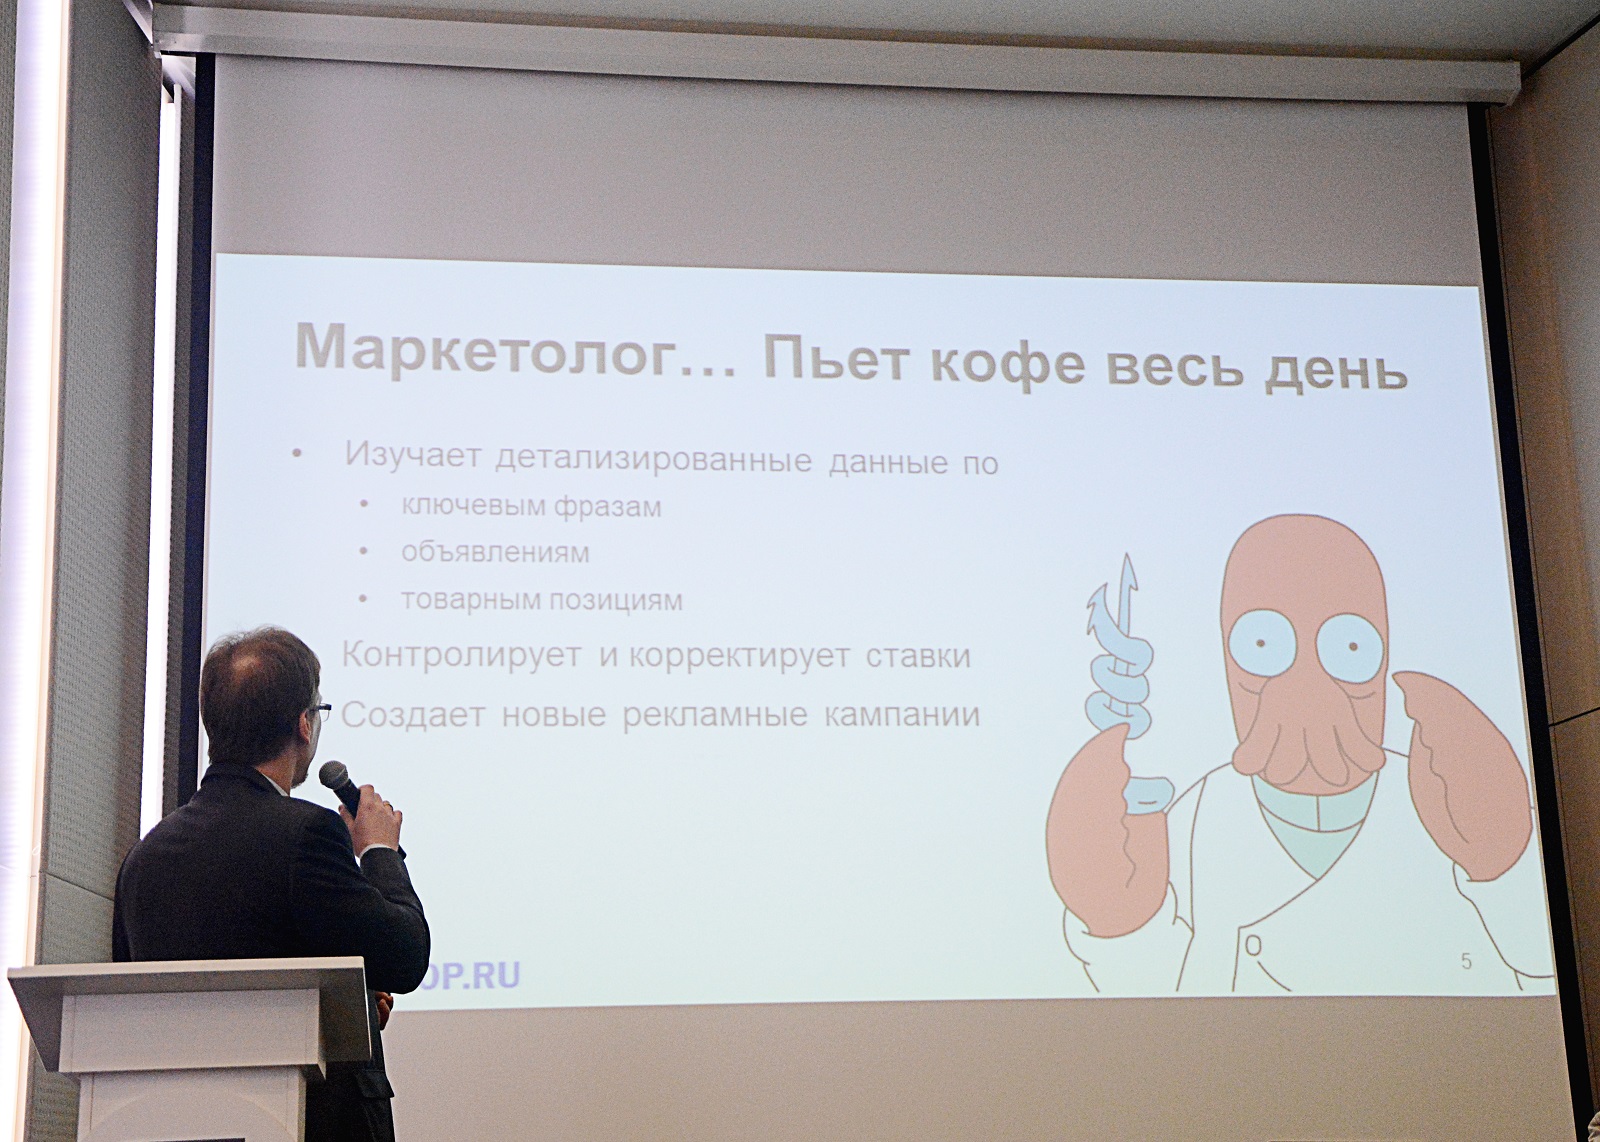 Маркетолог... Пьет кофе весь день
• Изучает детализированные данные по
• ключевым фразам
• объявлениям
• товарным позициям
Контролирует и корректирует ставки
Создает новые рекламные кампании
OP.RU
5